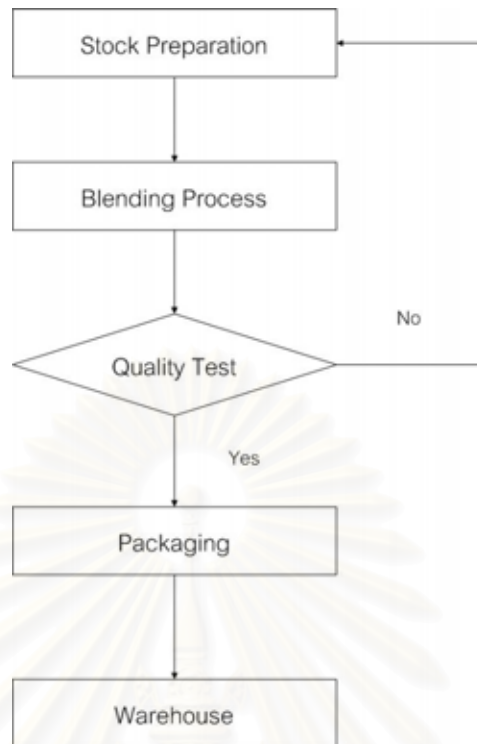 Stock Preparation
Blending Process
No
Quality Test
Yes
Packaging
Warehouse